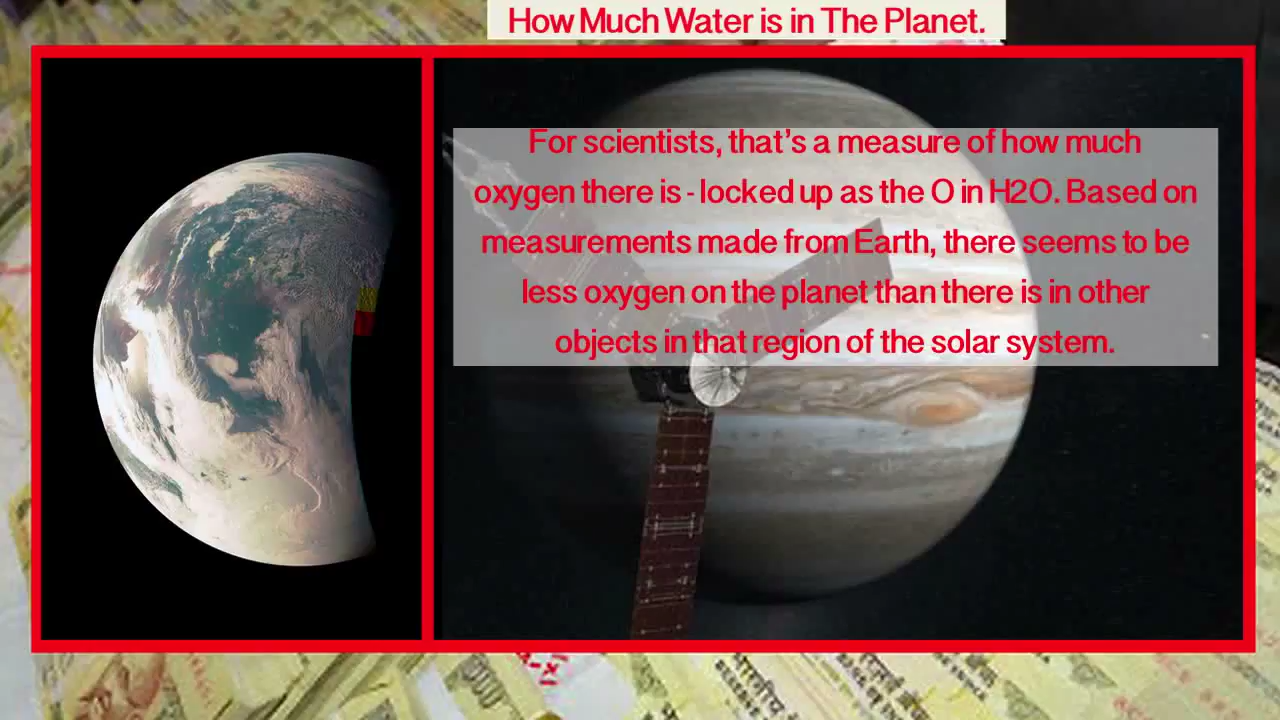 How Much Water is in The Planet.
For scientists, that's a measure of how much
oxygen there is - locked up as the O in H2O. Based on
measurements made from Earth, there seems to be
less oxygen on the planet than there is in other
objects in that region of the solar system.